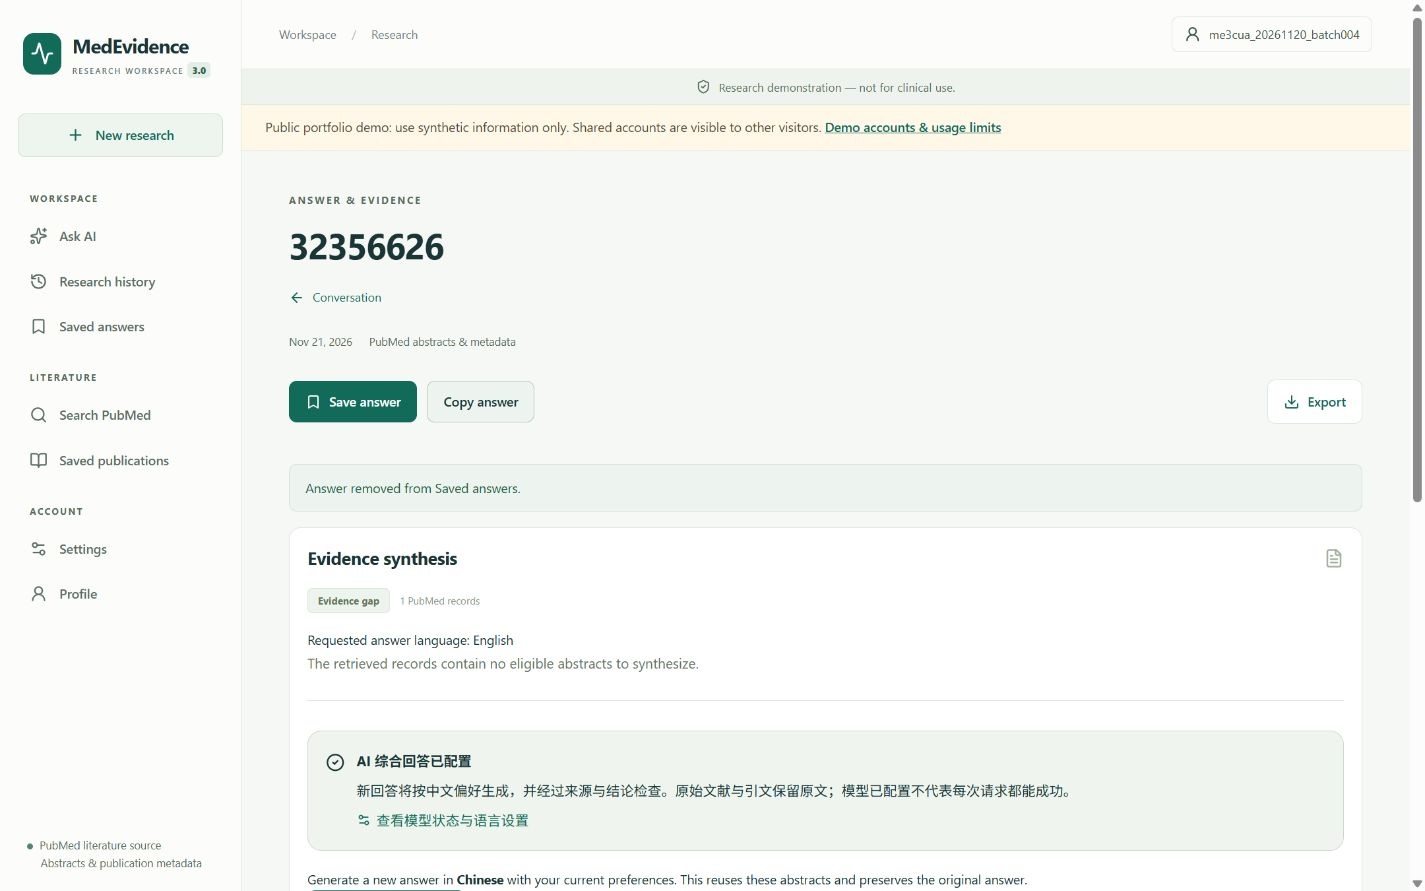 MedEvidence
RESEARCH WORKSPACE 3.0
New research
WORKSPACE
Ask AI
Research history
Saved answers
LITERATURE
Search PubMed
Saved publications
ACCOUNT
Settings
Profile
PubMed literature source
Abstracts & publication metadata
Workspace / Research
me3cua_20261120_batch004
Research demonstration — not for clinical use.
Public portfolio demo: use synthetic information only. Shared accounts are visible to other visitors. Demo accounts & usage limits
ANSWER & EVIDENCE
32356626
Conversation
Nov 21, 2026 PubMed abstracts & metadata
Save answer Copy answer Export
Answer removed from Saved answers.
Evidence synthesis
Evidence gap 1 PubMed records
Requested answer language: English
The retrieved records contain no eligible abstracts to synthesize.
AI 综合回答已配置
新回答将按中文偏好生成，并经过来源与结论检查。原始文献与引文保留原文；模型已配置不代表每次请求都能成功。
查看模型状态与语言设置
Generate a new answer in Chinese with your current preferences. This reuses these abstracts and preserves the original answer.